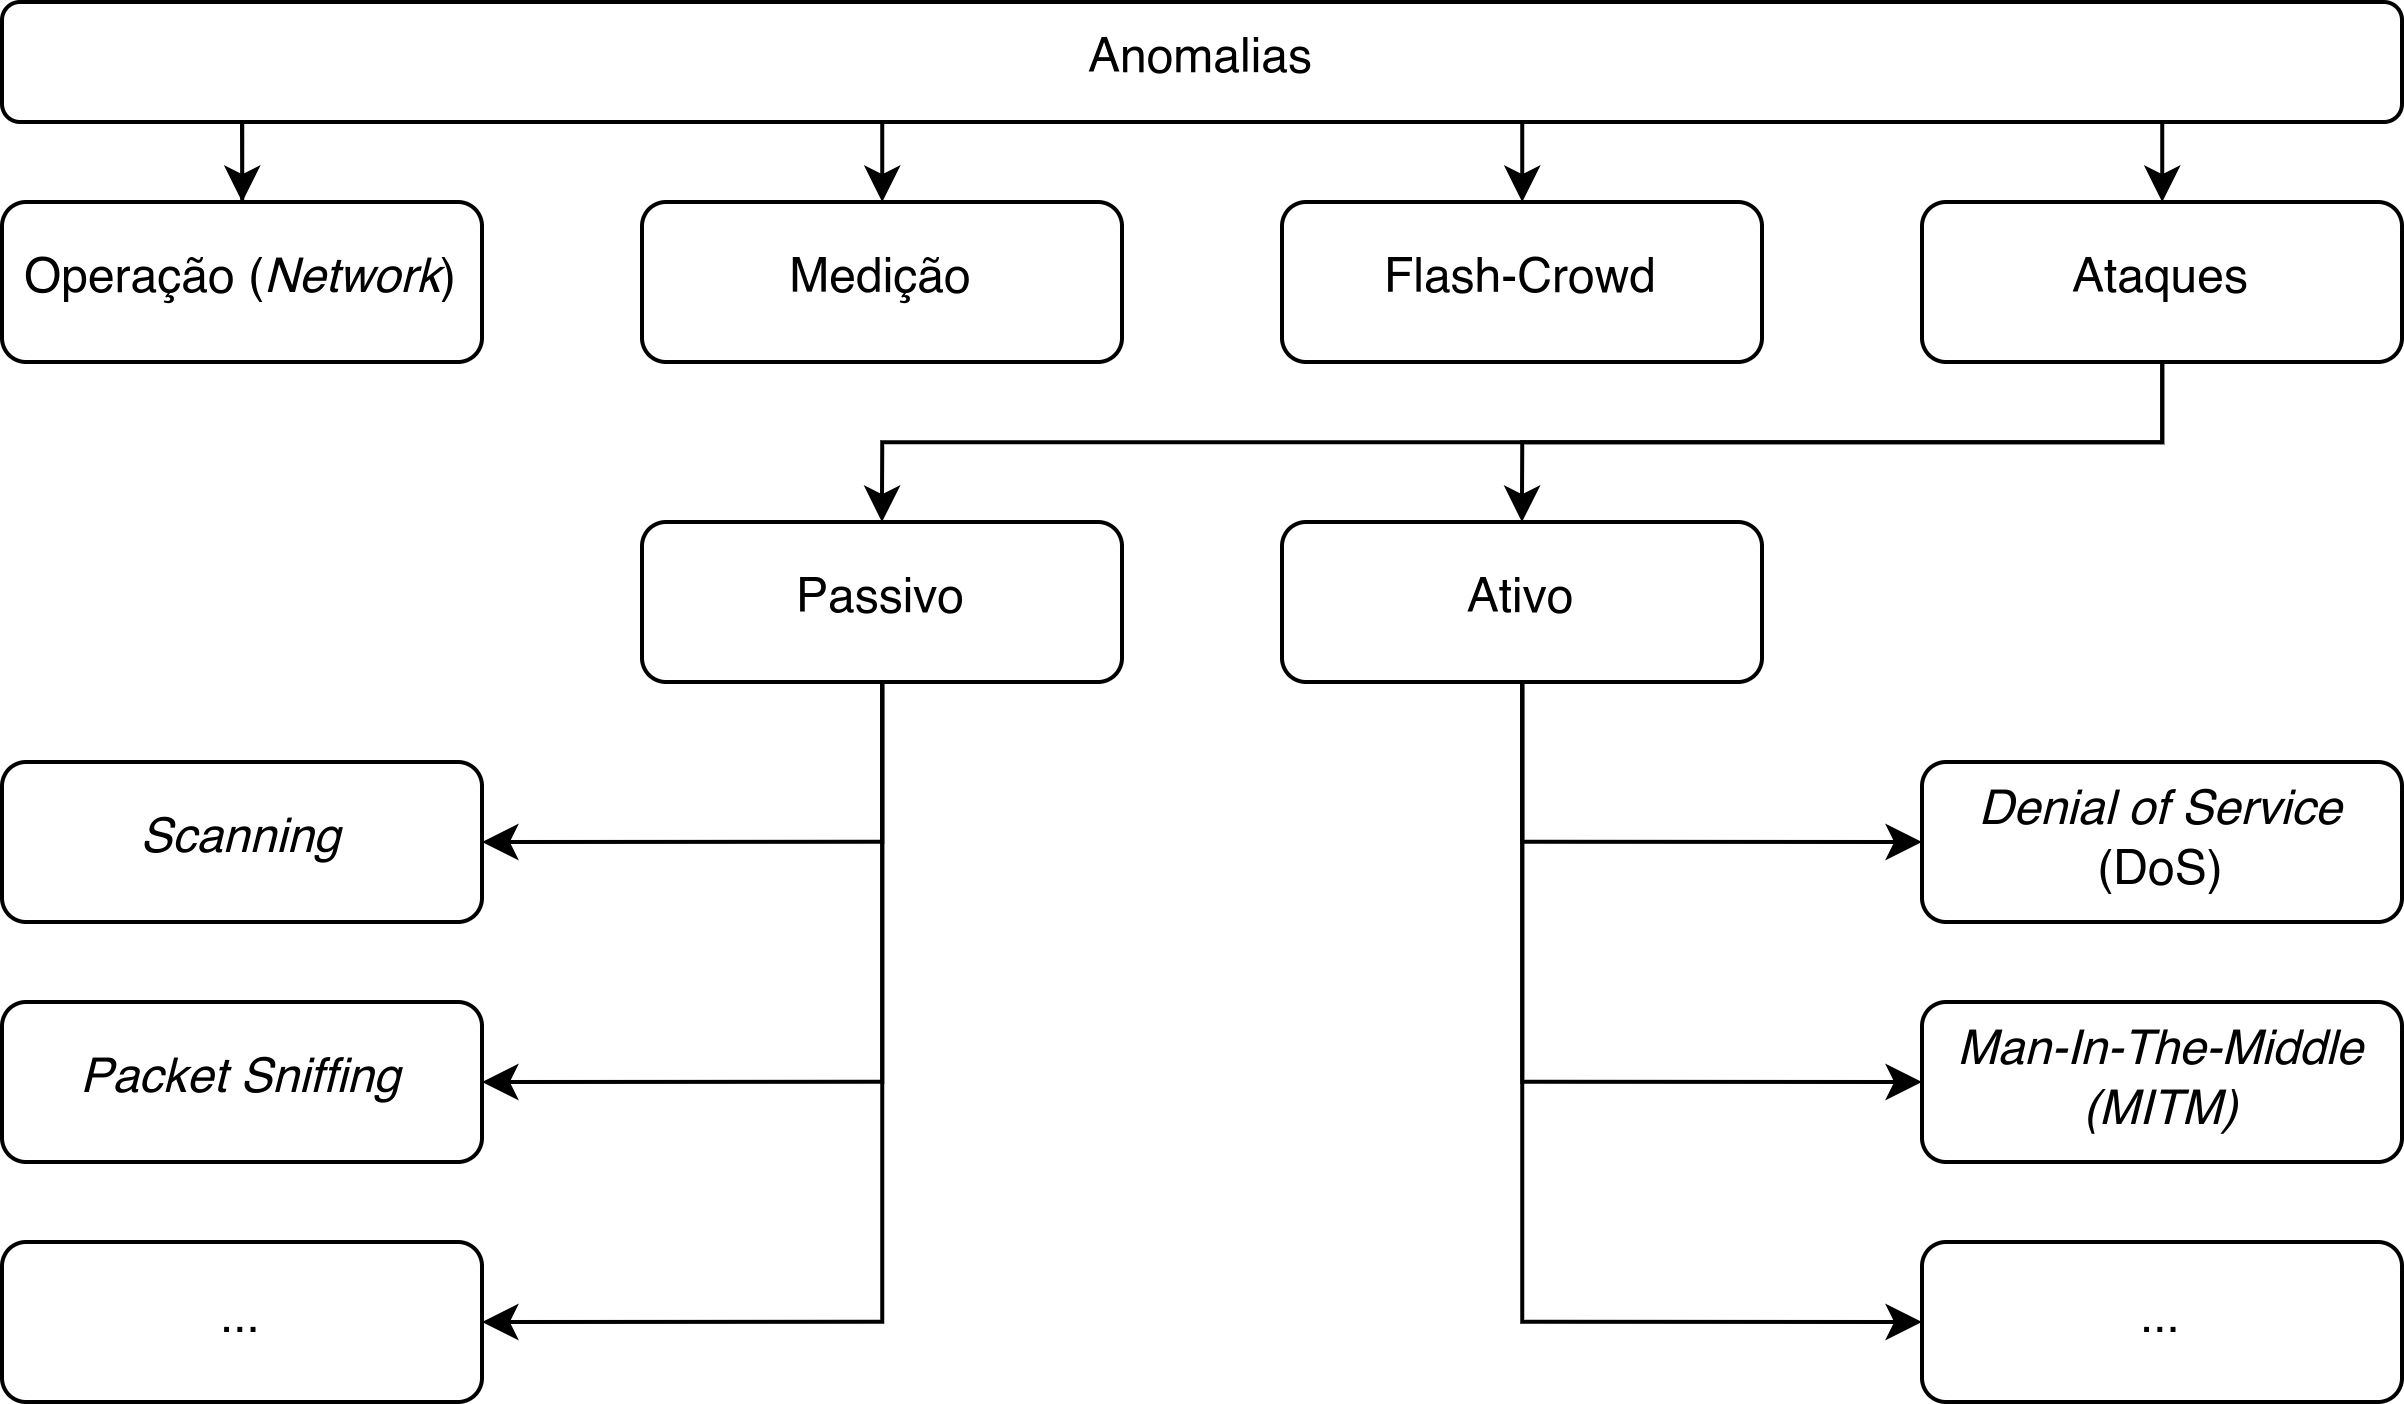 Anomalias
Operação (Network)
Medição
Flash-Crowd
Ataques
Passivo
Ativo
Scanning
Denial of Service
(DoS)
Packet Sniffing
Man-In-The-Middle
(MITM)
...
...